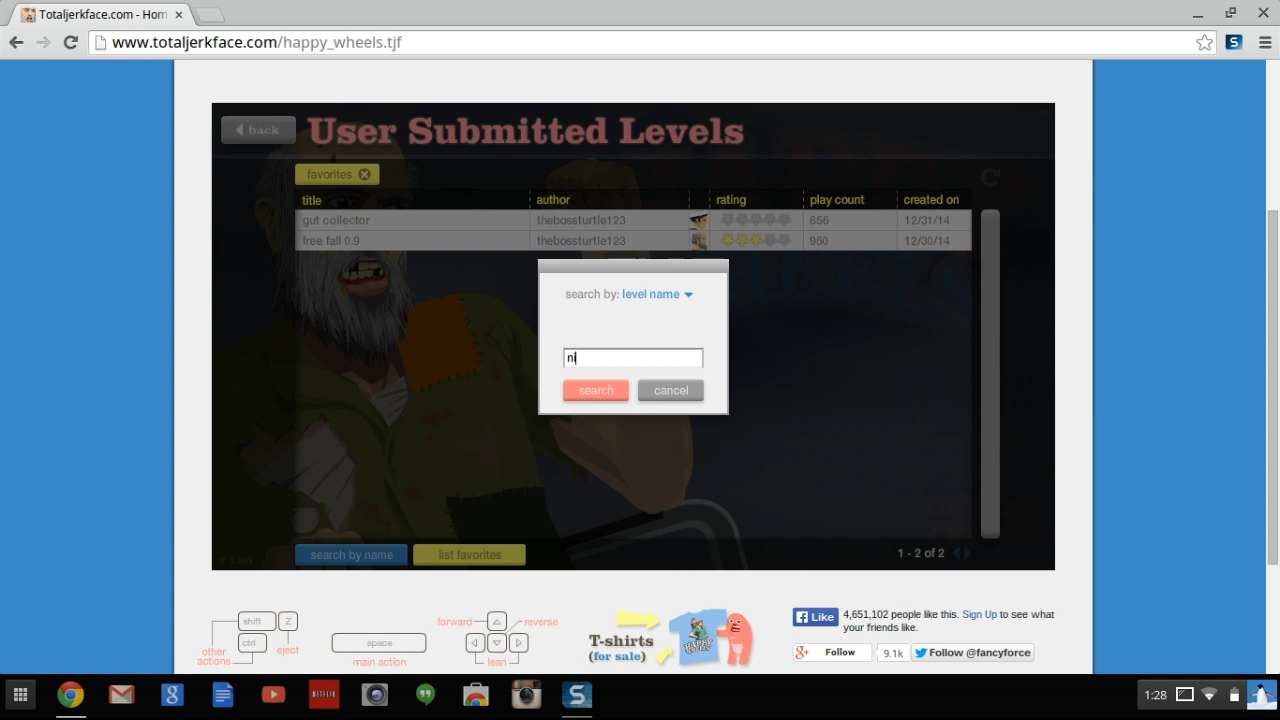 Totaljerkface.com - Hom
www.totaljerkface.com/happy_wheels.tjf
back
User Submitted Levels
favorites
title author rating play count created on
gut collector thebossturtle123 656 12/31/14
free fall 0.9 thebossturtle123 950 12/30/14
search by: level name
ni
search cancel
search by name list favorites 1 - 2 of 2
shift Z
ctrl
other
actions
eject
space
main action
forward reverse
lean
T-shirts
(for sale)
HAPPY
WHEELS
Like 4,651,102 people like this. Sign Up to see what
your friends like.
Follow 9.1k Follow @fancyforce
NETFLIX
1:28